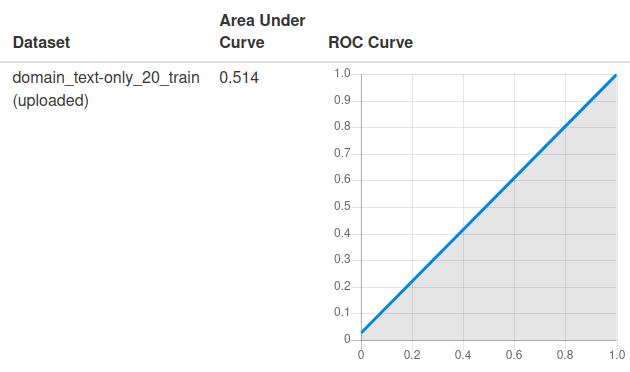 Area Under
Dataset Curve ROC Curve
domain_text-only_20_train 0.514
(uploaded)
1.0
0.9
0.8
0.7
0.6
0.5
0.4
0.3
0.2
0.1
0
0 0.2 0.4 0.6 0.8 1.0